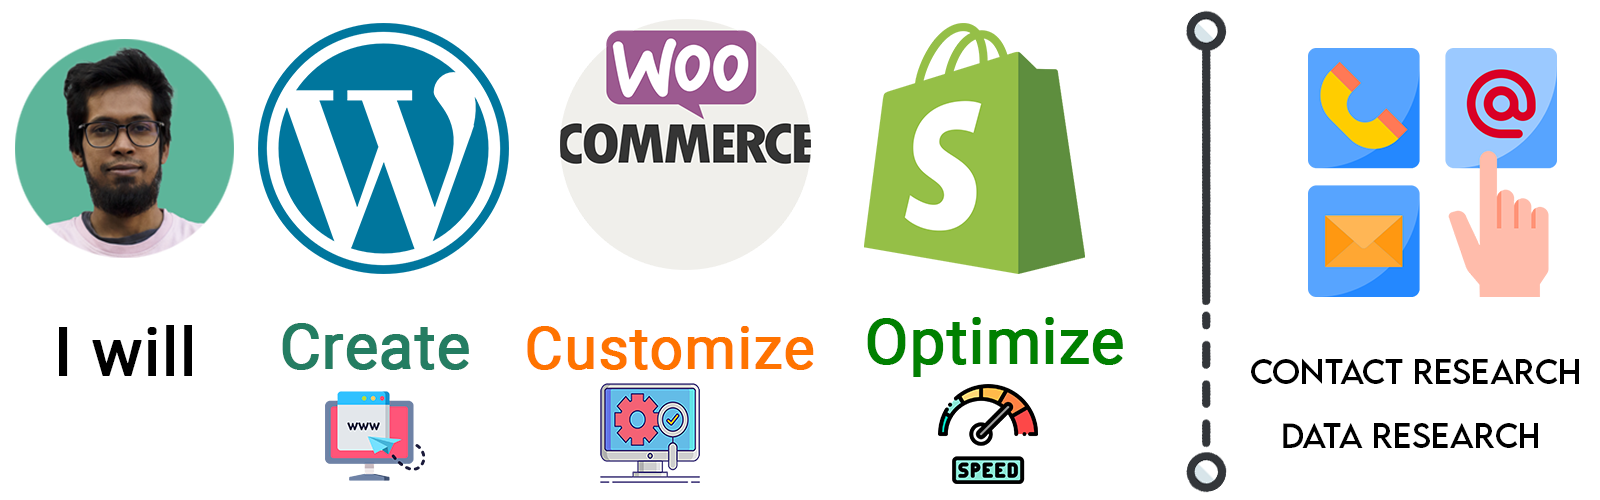 W
WOO
COMMERCE
S
@
I will
Create
Customize
Optimize
www
SPEED
CONTACT RESEARCH
DATA RESEARCH